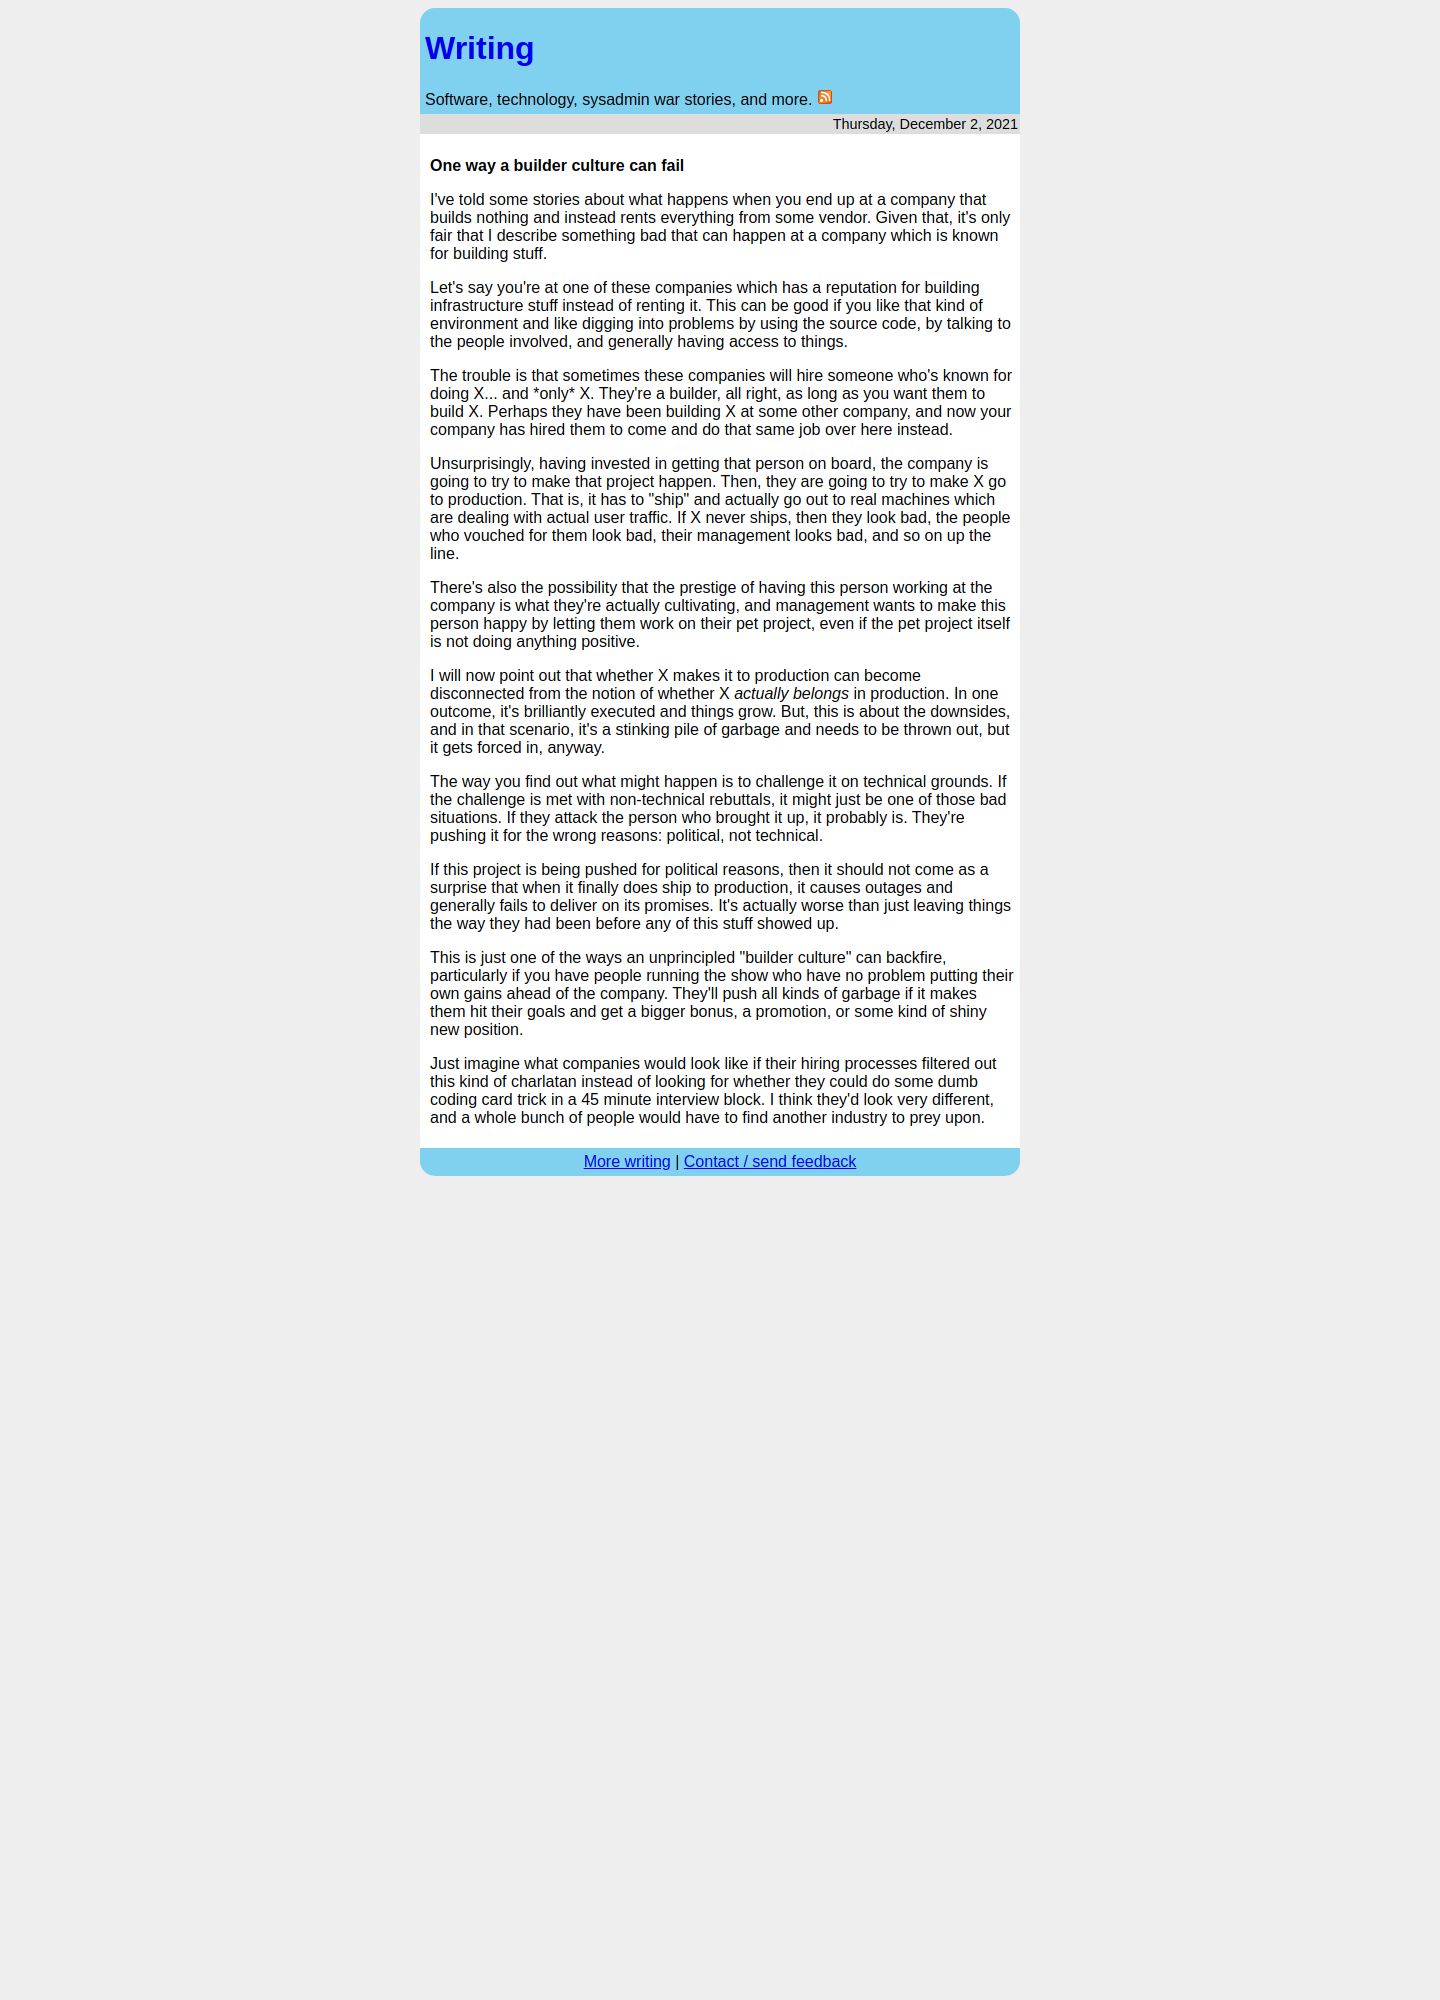 Writing
Software, technology, sysadmin war stories, and more.
Thursday, December 2, 2021
One way a builder culture can fail
I've told some stories about what happens when you end up at a company that
builds nothing and instead rents everything from some vendor. Given that, it's only
fair that I describe something bad that can happen at a company which is known
for building stuff.
Let's say you're at one of these companies which has a reputation for building
infrastructure stuff instead of renting it. This can be good if you like that kind of
environment and like digging into problems by using the source code, by talking to
the people involved, and generally having access to things.
The trouble is that sometimes these companies will hire someone who's known for
doing X... and *only* X. They're a builder, all right, as long as you want them to
build X. Perhaps they have been building X at some other company, and now your
company has hired them to come and do that same job over here instead.
Unsurprisingly, having invested in getting that person on board, the company is
going to try to make that project happen. Then, they are going to try to make X go
to production. That is, it has to "ship" and actually go out to real machines which
are dealing with actual user traffic. If X never ships, then they look bad, the people
who vouched for them look bad, their management looks bad, and so on up the
line.
There's also the possibility that the prestige of having this person working at the
company is what they're actually cultivating, and management wants to make this
person happy by letting them work on their pet project, even if the pet project itself
is not doing anything positive.
I will now point out that whether X makes it to production can become
disconnected from the notion of whether X actually belongs in production. In one
outcome, it's brilliantly executed and things grow. But, this is about the downsides,
and in that scenario, it's a stinking pile of garbage and needs to be thrown out, but
it gets forced in, anyway.
The way you find out what might happen is to challenge it on technical grounds. If
the challenge is met with non-technical rebuttals, it might just be one of those bad
situations. If they attack the person who brought it up, it probably is. They're
pushing it for the wrong reasons: political, not technical.
If this project is being pushed for political reasons, then it should not come as a
surprise that when it finally does ship to production, it causes outages and
generally fails to deliver on its promises. It's actually worse than just leaving things
the way they had been before any of this stuff showed up.
This is just one of the ways an unprincipled "builder culture" can backfire,
particularly if you have people running the show who have no problem putting their
own gains ahead of the company. They'll push all kinds of garbage if it makes
them hit their goals and get a bigger bonus, a promotion, or some kind of shiny
new position.
Just imagine what companies would look like if their hiring processes filtered out
this kind of charlatan instead of looking for whether they could do some dumb
coding card trick in a 45 minute interview block. I think they'd look very different,
and a whole bunch of people would have to find another industry to prey upon.
More writing | Contact / send feedback